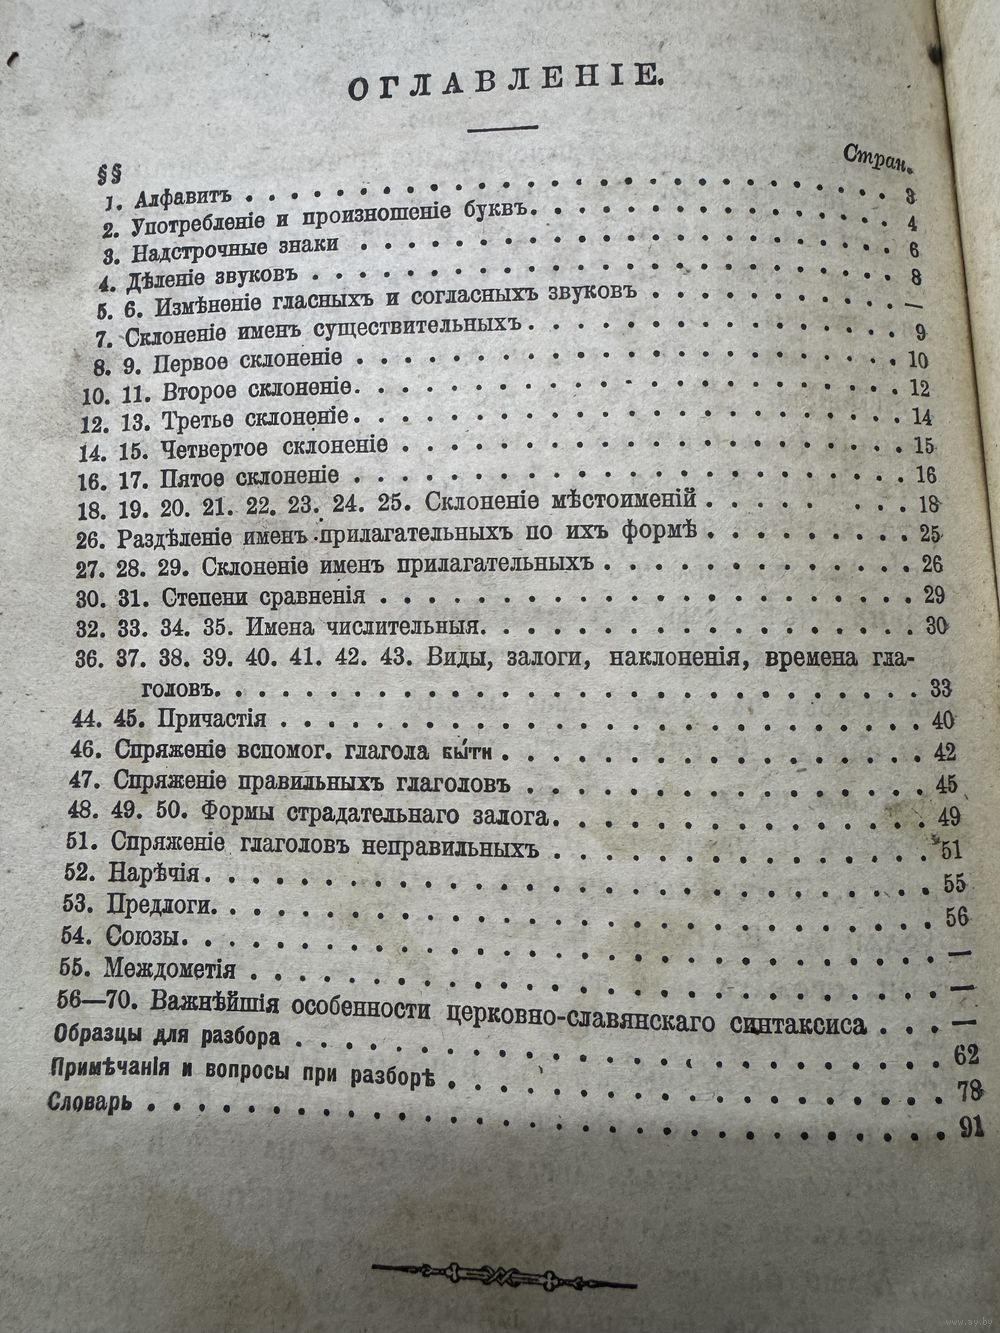 ОГЛАВЛЕНІЕ.
§§ Стран.
1. Алфавитъ . . . . . . . . . . . . . . . . . . . . . . . . . . 3
2. Употребленіе и произношеніе буквъ. . . . . . . . . . . . . . . 4
3. Надстрочные знаки . . . . . . . . . . . . . . . . . . . . . . 6
4. Дѣленіе звуковъ . . . . . . . . . . . . . . . . . . . . . . . 8
5. 6. Измѣненіе гласныхъ и согласныхъ звуковъ . . . . . . . . . . —
7. Склоненіе именъ существительныхъ. . . . . . . . . . . . . . . 9
8. 9. Первое склоненіе . . . . . . . . . . . . . . . . . . . . . 10
10. 11. Второе склоненіе. . . . . . . . . . . . . . . . . . . . . 12
12. 13. Третье склоненіе. . . . . . . . . . . . . . . . . . . . . 14
14. 15. Четвертое склоненіе . . . . . . . . . . . . . . . . . . . 15
16. 17. Пятое склоненіе . . . . . . . . . . . . . . . . . . . . . 16
18. 19. 20. 21. 22. 23. 24. 25. Склоненіе мѣстоименій . . . . . . . . 18
26. Раздѣленіе именъ прилагательныхъ по ихъ формѣ . . . . . . . . . 25
27. 28. 29. Склоненіе именъ прилагательныхъ . . . . . . . . . . . . 26
30. 31. Степени сравненія . . . . . . . . . . . . . . . . . . . . 29
32. 33. 34. 35. Имена числительныя. . . . . . . . . . . . . . . . . 30
36. 37. 38. 39. 40. 41. 42. 43. Виды, залоги, наклоненія, времена гла-
головъ. . . . . . . . . . . . . . . . . . . . . . . . . . 33
44. 45. Причастія . . . . . . . . . . . . . . . . . . . . . . . . 40
46. Спряженіе вспомог. глагола бы́ти . . . . . . . . . . . . . . . . 42
47. Спряженіе правильныхъ глаголовъ . . . . . . . . . . . . . . . 45
48. 49. 50. Формы страдательнаго залога. . . . . . . . . . . . . . 49
51. Спряженіе глаголовъ неправильныхъ . . . . . . . . . . . . . . 51
52. Нарѣчія. . . . . . . . . . . . . . . . . . . . . . . . . . . 55
53. Предлоги. . . . . . . . . . . . . . . . . . . . . . . . . . . 56
54. Союзы. . . . . . . . . . . . . . . . . . . . . . . . . . . . —
55. Междометія . . . . . . . . . . . . . . . . . . . . . . . . . —
56—70. Важнѣйшія особенности церковно-славянскаго синтаксиса . . . —
Образцы для разбора . . . . . . . . . . . . . . . . . . . . . . 62
Примѣчанія и вопросы при разборѣ . . . . . . . . . . . . . . . . 78
Словарь . . . . . . . . . . . . . . . . . . . . . . . . . . . . 91
www.ay.by